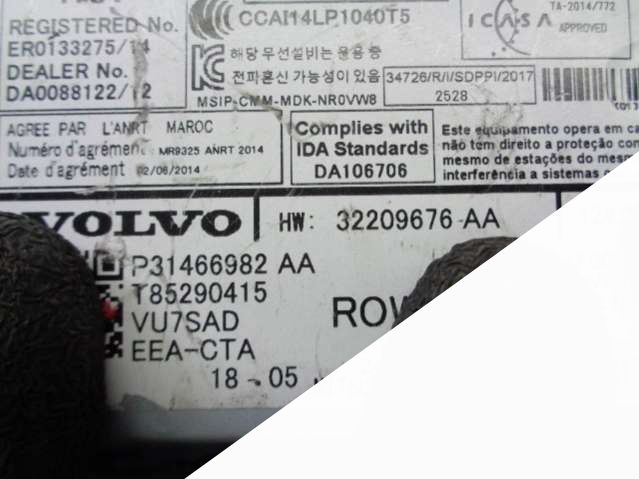 REGISTERED No.
ER0133275/14
DEALER No.
DA0088122/12
CCAI14LP1040T5
해당 무선설비는 운용 중
전파혼신 가능성이 있음
MSIP-CMM-MDK-NR0VW8
34726/R/I/SDPPI/2017
2528
TA-2014/772
ICASA
APPROVED
AGREE PAR L'ANRT MAROC
Numéro d'agrément: MR9325 ANRT 2014
Date d'agrément 02/06/2014
Complies with
IDA Standards
DA106706
Este equipamento opera em
não tem direito a proteção
mesmo de estações do
interferência a sistemas
VOLVO
HW: 32209676 AA
P31466982 AA
T85290415
VU7SAD
EEA-CTA
18-05
ROW